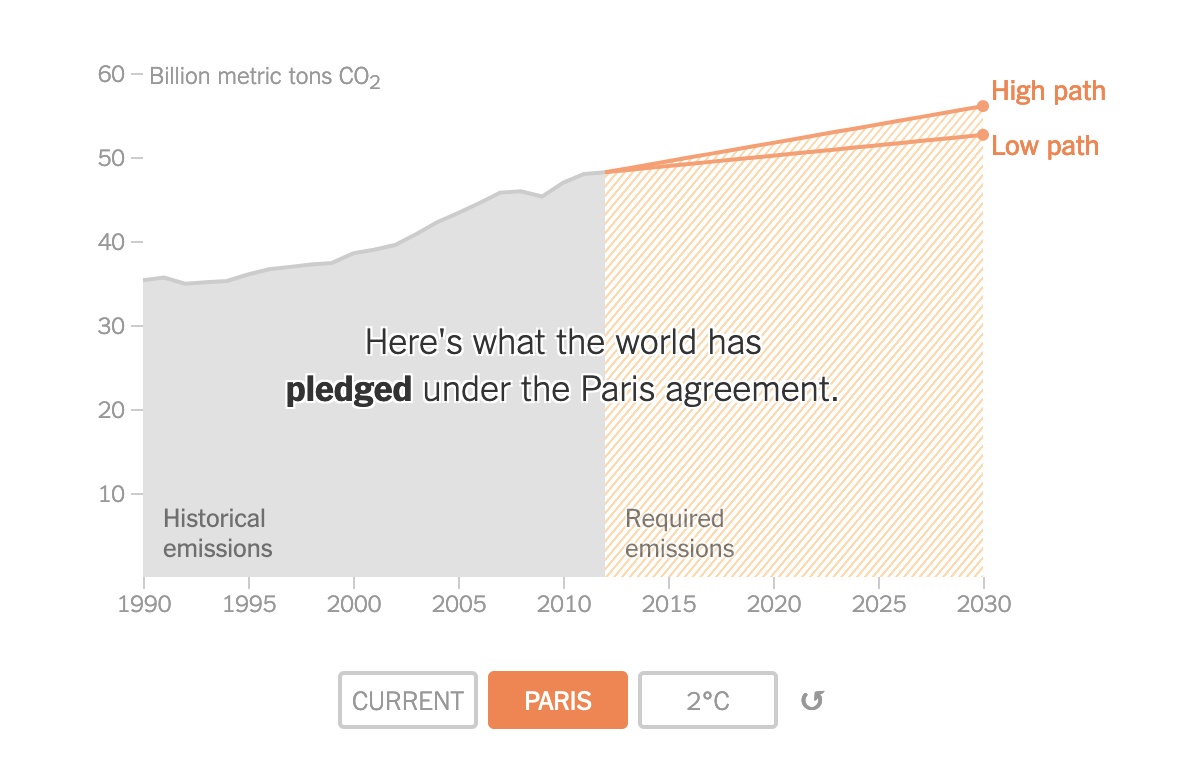 60 Billion metric tons CO₂
High path
Low path
50
40
30
Here's what the world has
pledged under the Paris agreement.
20
10
Historical
emissions
Required
emissions
1990 1995 2000 2005 2010 2015 2020 2025 2030
CURRENT PARIS 2°C ↺